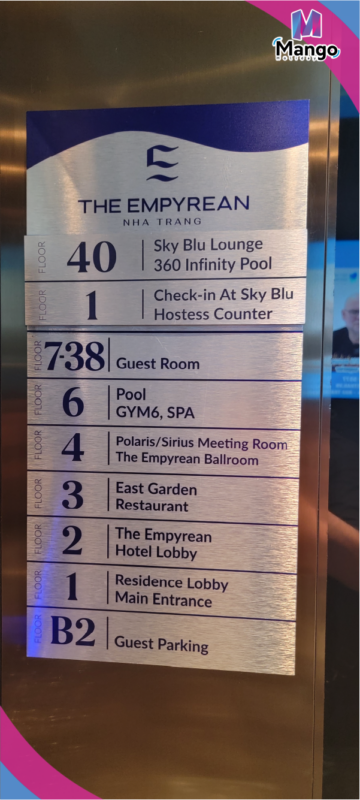 Mango
THE EMPYREAN
NHA TRANG
FLOOR
40
Sky Blu Lounge
360 Infinity Pool
FLOOR
1
Check-in At Sky Blu
Hostess Counter
FLOOR
7-38
Guest Room
FLOOR
6
Pool
GYM6, SPA
FLOOR
4
Polaris/Sirius Meeting Room
The Empyrean Ballroom
FLOOR
3
East Garden
Restaurant
FLOOR
2
The Empyrean
Hotel Lobby
FLOOR
1
Residence Lobby
Main Entrance
FLOOR
B2
Guest Parking